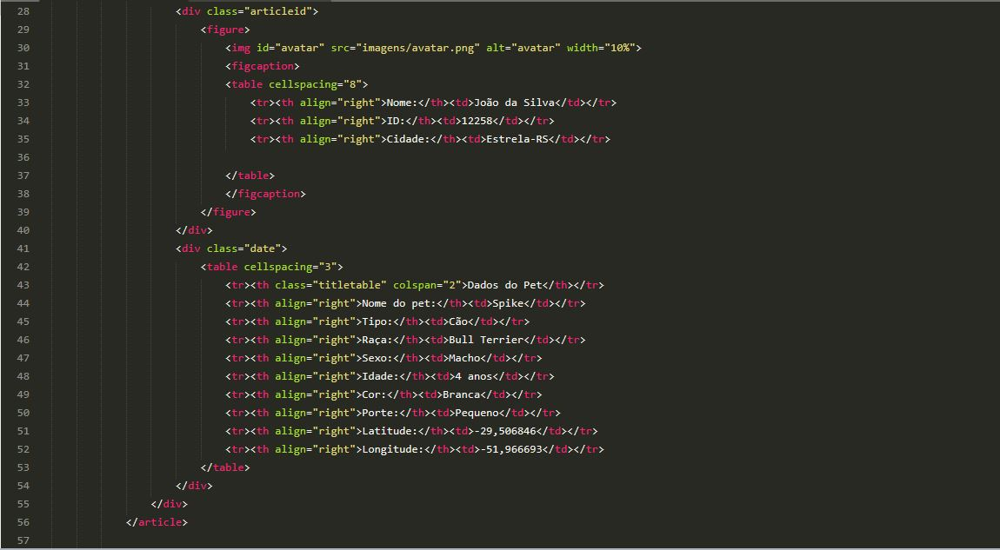 28 <div class="articleid">
29 <figure>
30 <img id="avatar" src="imagens/avatar.png" alt="avatar" width="10%">
31 <figcaption>
32 <table cellspacing="8">
33 <tr><th align="right">Nome:</th><td>João da Silva</td></tr>
34 <tr><th align="right">ID:</th><td>12258</td></tr>
35 <tr><th align="right">Cidade:</th><td>Estrela-RS</td></tr>
36
37 </table>
38 </figcaption>
39 </figure>
40 </div>
41 <div class="date">
42 <table cellspacing="3">
43 <tr><th class="titletable" colspan="2">Dados do Pet</th></tr>
44 <tr><th align="right">Nome do pet:</th><td>Spike</td></tr>
45 <tr><th align="right">Tipo:</th><td>Cão</td></tr>
46 <tr><th align="right">Raça:</th><td>Bull Terrier</td></tr>
47 <tr><th align="right">Sexo:</th><td>Macho</td></tr>
48 <tr><th align="right">Idade:</th><td>4 anos</td></tr>
49 <tr><th align="right">Cor:</th><td>Branca</td></tr>
50 <tr><th align="right">Porte:</th><td>Pequeno</td></tr>
51 <tr><th align="right">Latitude:</th><td>-29,506846</td></tr>
52 <tr><th align="right">Longitude:</th><td>-51,966693</td></tr>
53 </table>
54 </div>
55 </div>
56 </article>
57